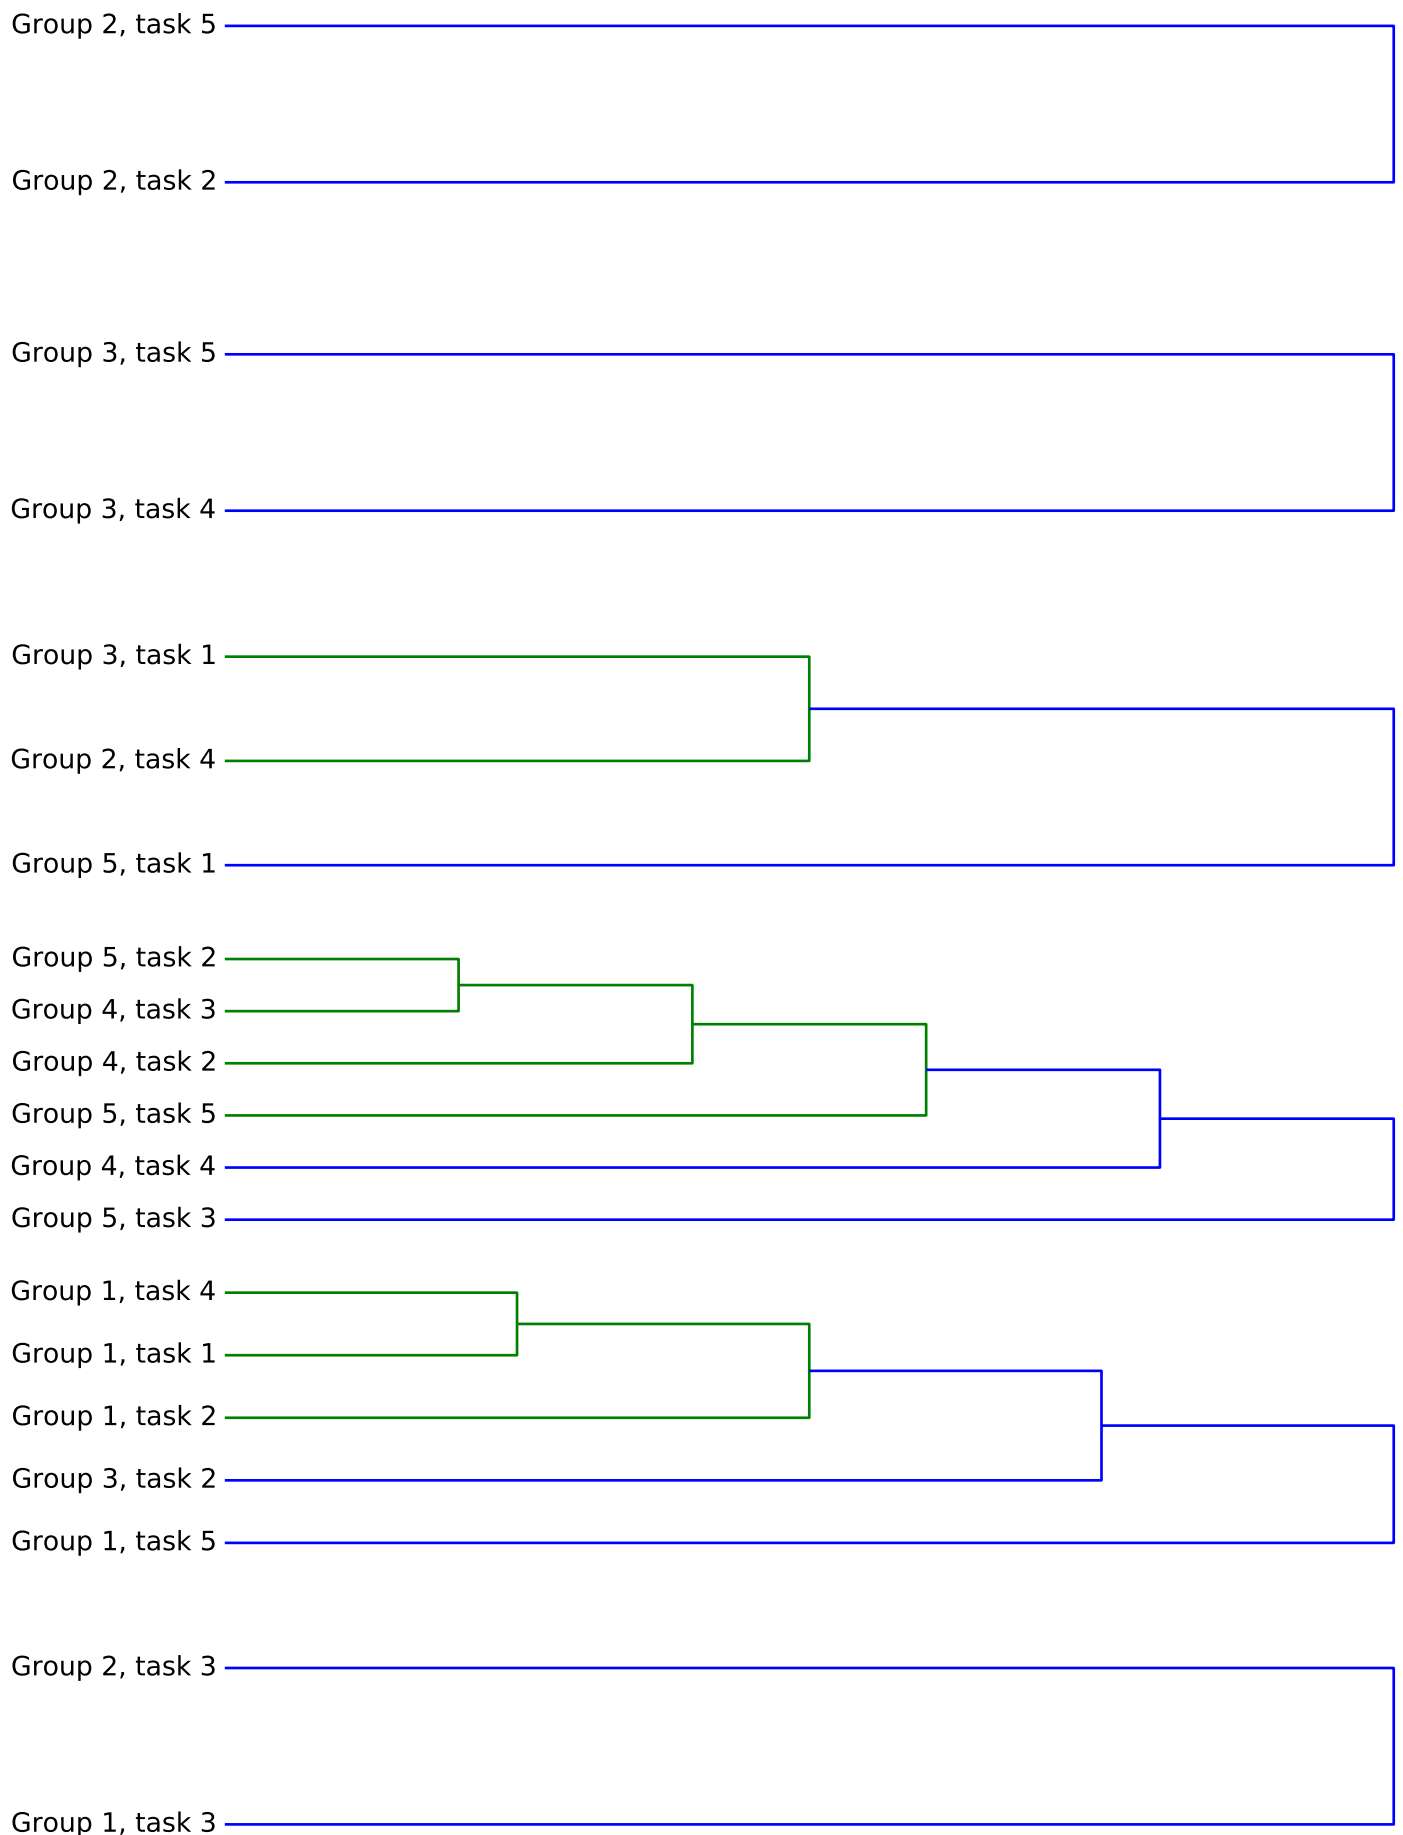 Group 2, task 5
Group 2, task 2
Group 3, task 5
Group 3, task 4
Group 3, task 1
Group 2, task 4
Group 5, task 1
Group 5, task 2
Group 4, task 3
Group 4, task 2
Group 5, task 5
Group 4, task 4
Group 5, task 3
Group 1, task 4
Group 1, task 1
Group 1, task 2
Group 3, task 2
Group 1, task 5
Group 2, task 3
Group 1, task 3